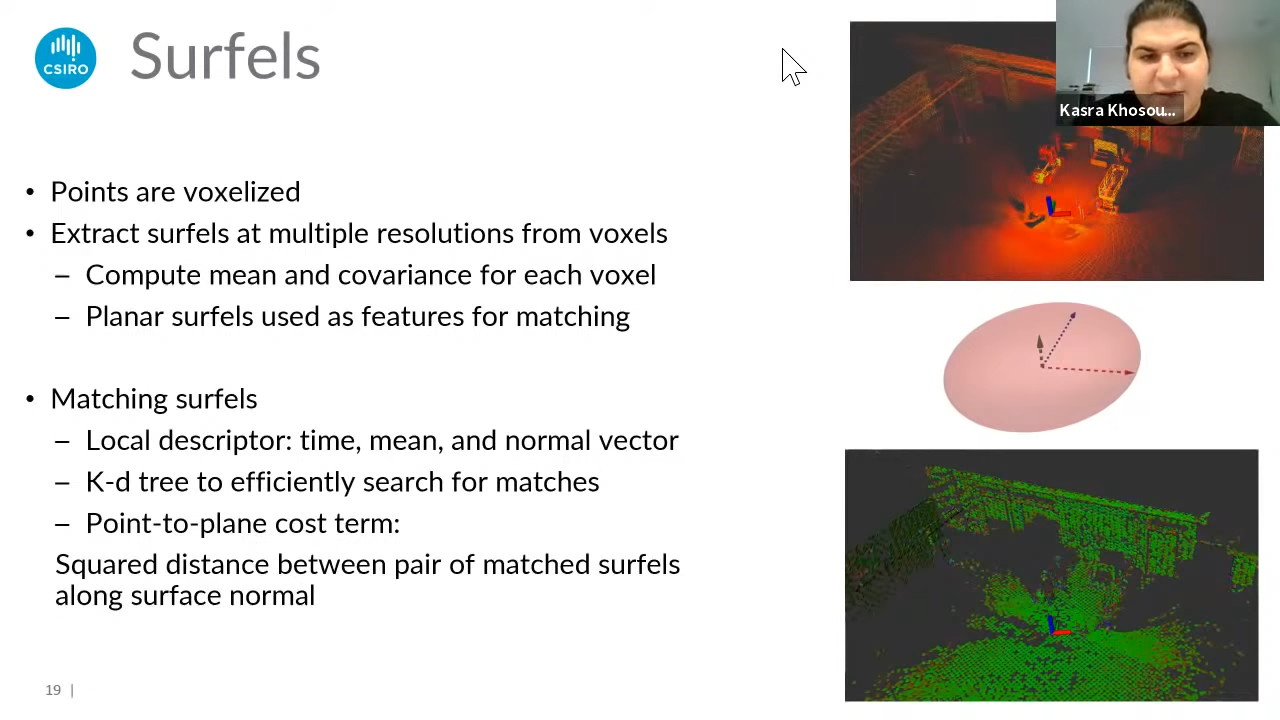 CSIRO
Surfels
Kasra Khosou...
• Points are voxelized
• Extract surfels at multiple resolutions from voxels
– Compute mean and covariance for each voxel
– Planar surfels used as features for matching
• Matching surfels
– Local descriptor: time, mean, and normal vector
– K-d tree to efficiently search for matches
– Point-to-plane cost term:
Squared distance between pair of matched surfels
along surface normal
19 |